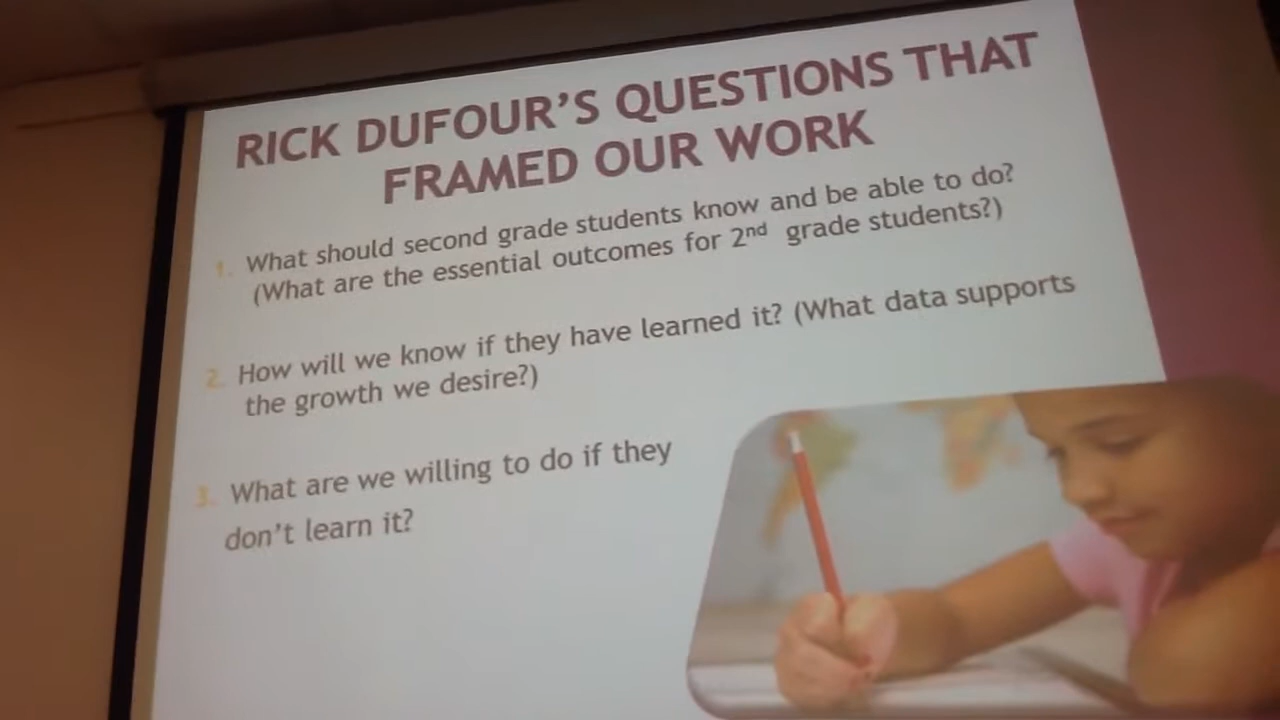 RICK DUFOUR'S QUESTIONS THAT
FRAMED OUR WORK
1. What should second grade students know and be able to do?
(What are the essential outcomes for 2nd grade students?)
2. How will we know if they have learned it? (What data supports
the growth we desire?)
3. What are we willing to do if they
don't learn it?